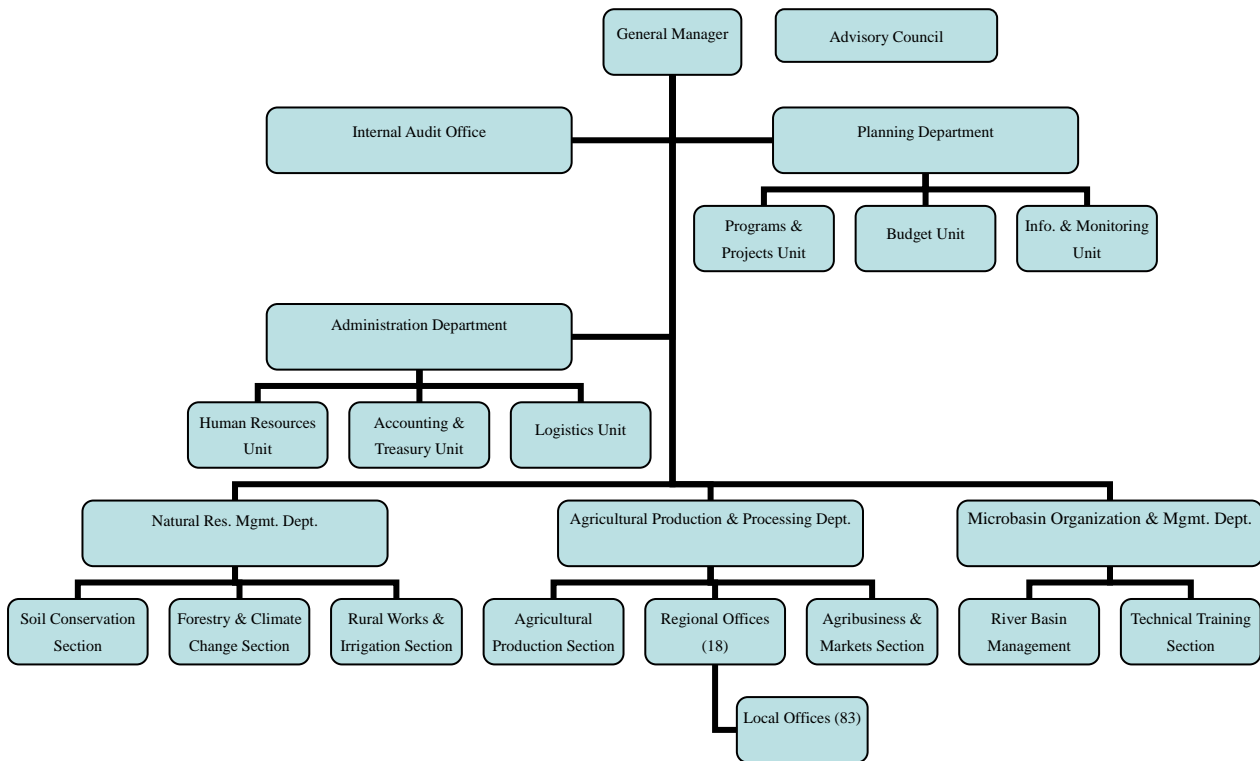 General Manager
Advisory Council
Internal Audit Office
Planning Department
Programs &
Projects Unit
Budget Unit
Info. & Monitoring
Unit
Administration Department
Human Resources
Unit
Accounting &
Treasury Unit
Logistics Unit
Natural Res. Mgmt. Dept.
Agricultural Production & Processing Dept.
Microbasin Organization & Mgmt. Dept.
Soil Conservation
Section
Forestry & Climate
Change Section
Rural Works &
Irrigation Section
Agricultural
Production Section
Regional Offices
(18)
Agribusiness &
Markets Section
River Basin
Management
Technical Training
Section
Local Offices (83)